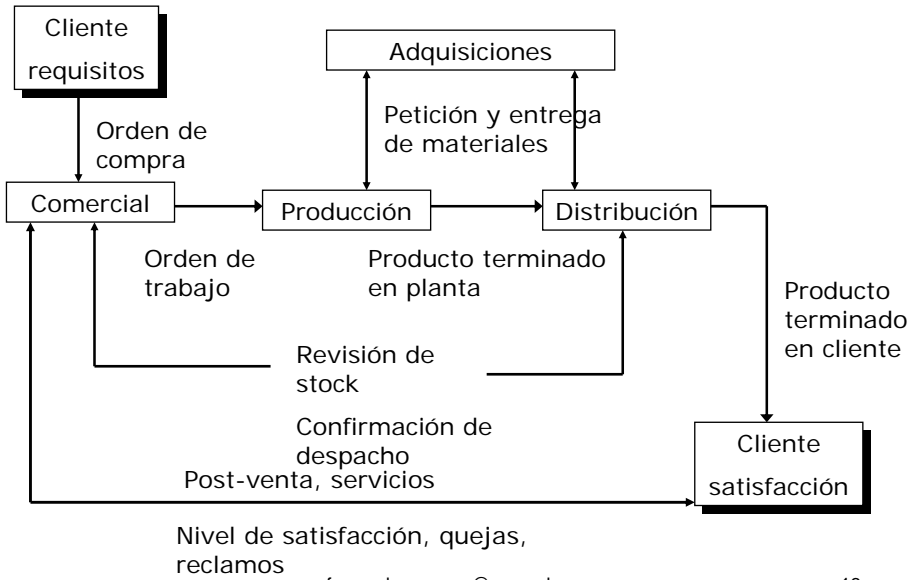 Cliente
requisitos
Adquisiciones
Petición y entrega
de materiales
Orden de
compra
Comercial
Producción
Distribución
Orden de
trabajo
Producto terminado
en planta
Producto
terminado
en cliente
Revisión de
stock
Confirmación de
despacho
Cliente
satisfacción
Post-venta, servicios
Nivel de satisfacción, quejas,
reclamos